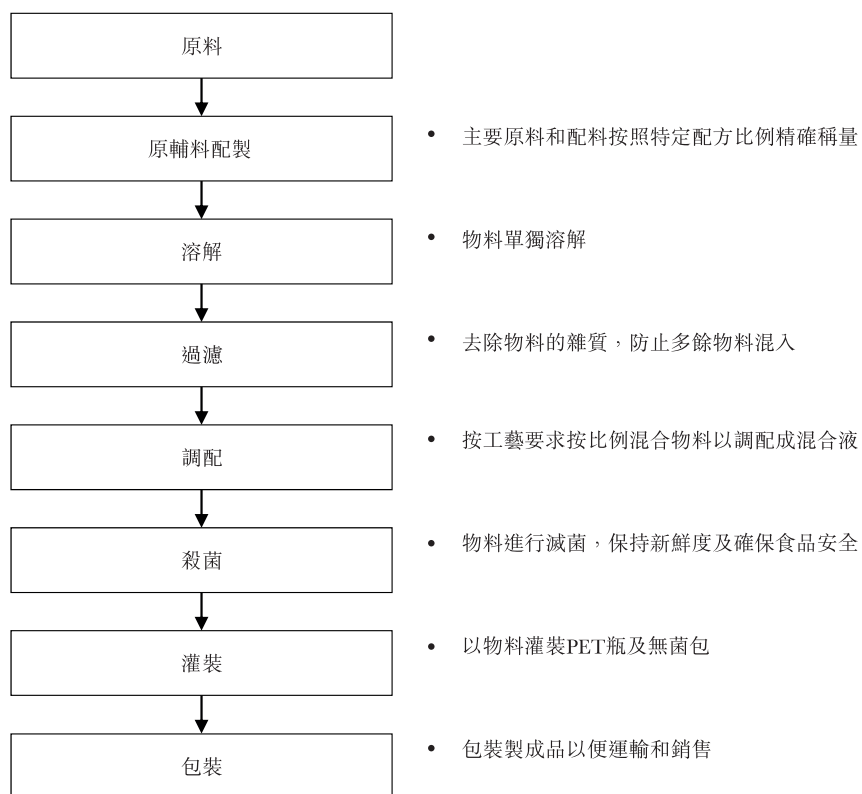 原料
原輔料配製
• 主要原料和配料按照特定配方比例精確稱量
溶解
• 物料單獨溶解
過濾
• 去除物料的雜質，防止多餘物料混入
調配
• 按工藝要求按比例混合物料以調配成混合液
殺菌
• 物料進行滅菌，保持新鮮度及確保食品安全
灌裝
• 以物料灌裝PET瓶及無菌包
包裝
• 包裝製成品以便運輸和銷售